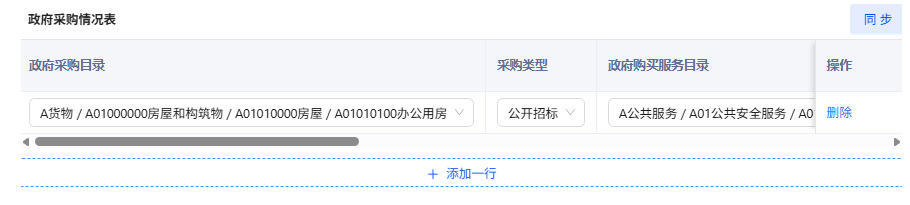 政府采购情况表
同 步
政府采购目录 采购类型 政府购买服务目录 操作
A货物 / A01000000房屋和构筑物 / A01010000房屋 / A01010100办公用房 公开招标 A公共服务 / A01公共安全服务 / A0 删除
+ 添加一行